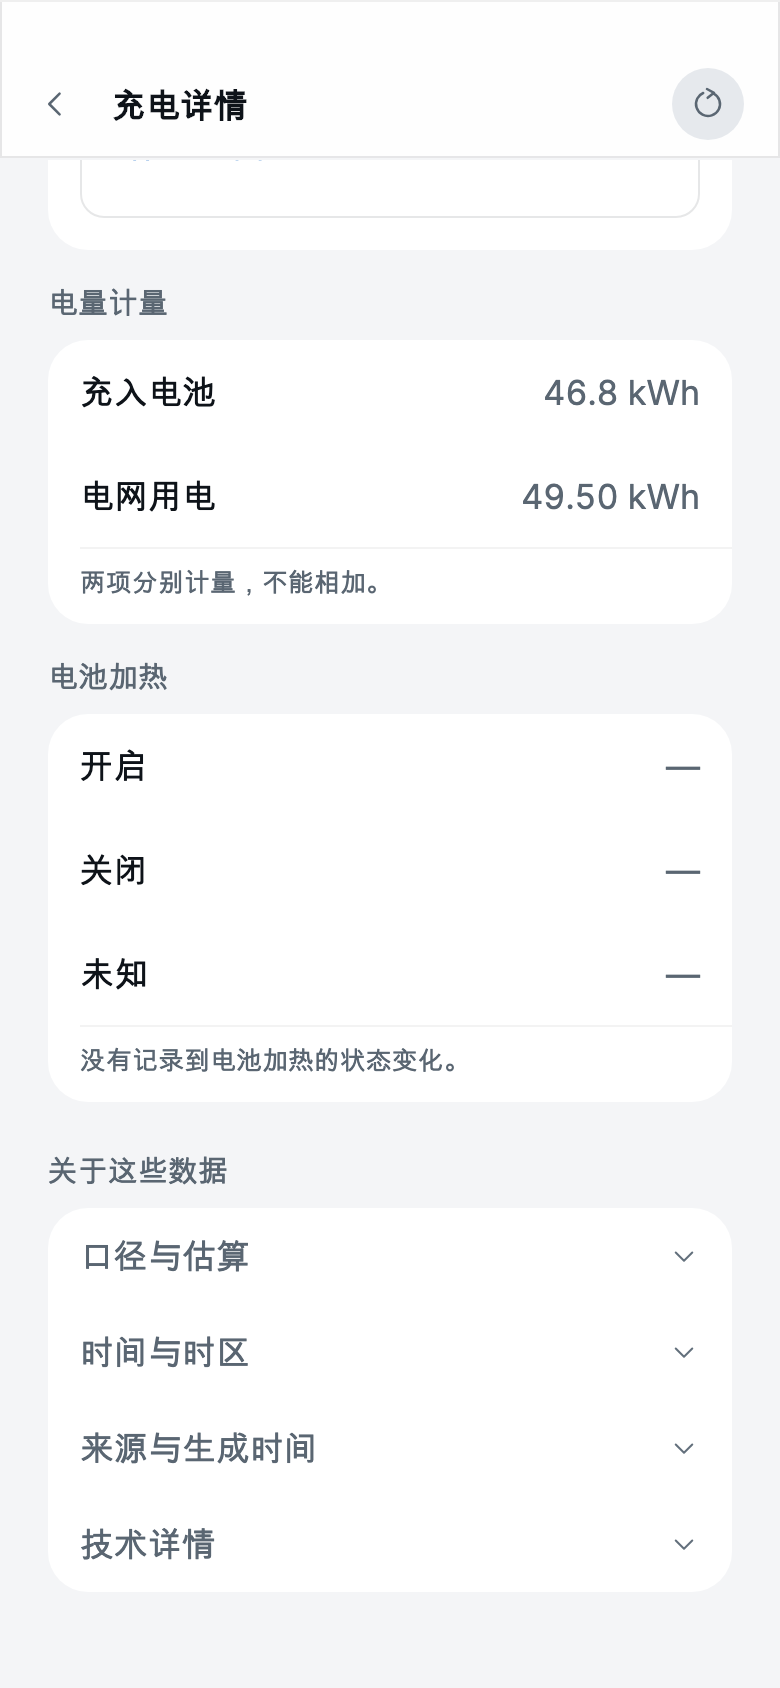 充电详情
电量计量
充入电池 46.8 kWh
电网用电 49.50 kWh
两项分别计量，不能相加。
电池加热
开启 —
关闭 —
未知 —
没有记录到电池加热的状态变化。
关于这些数据
口径与估算
时间与时区
来源与生成时间
技术详情